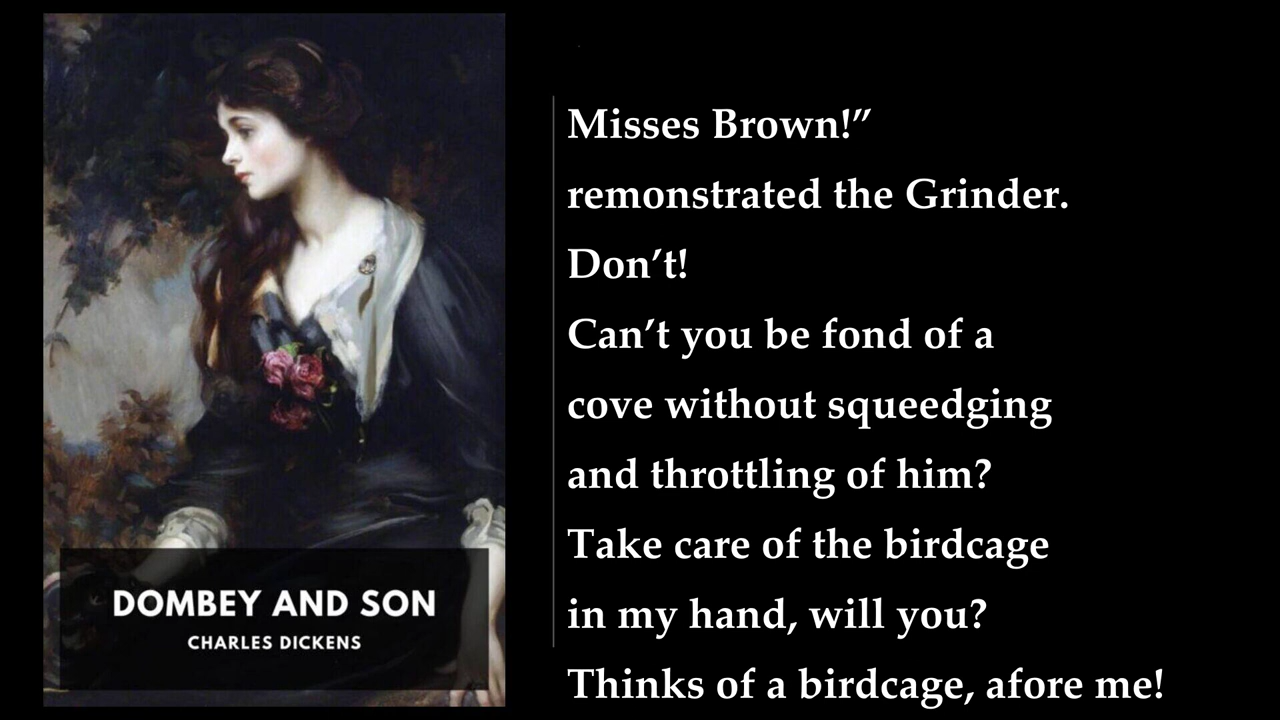 DOMBEY AND SON
CHARLES DICKENS
Misses Brown!”
remonstrated the Grinder.
Don’t!
Can’t you be fond of a
cove without squeedging
and throttling of him?
Take care of the birdcage
in my hand, will you?
Thinks of a birdcage, afore me!